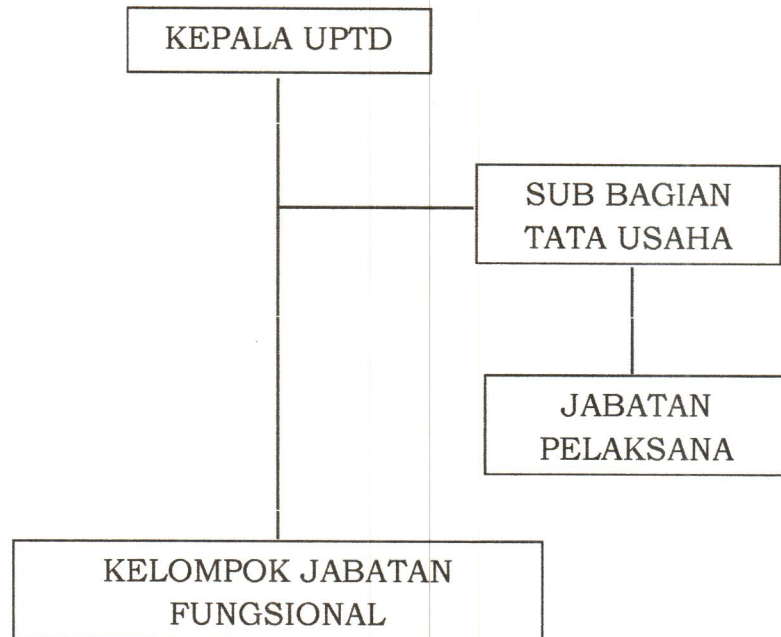 KEPALA UPTD
SUB BAGIAN
TATA USAHA
JABATAN
PELAKSANA
KELOMPOK JABATAN
FUNGSIONAL